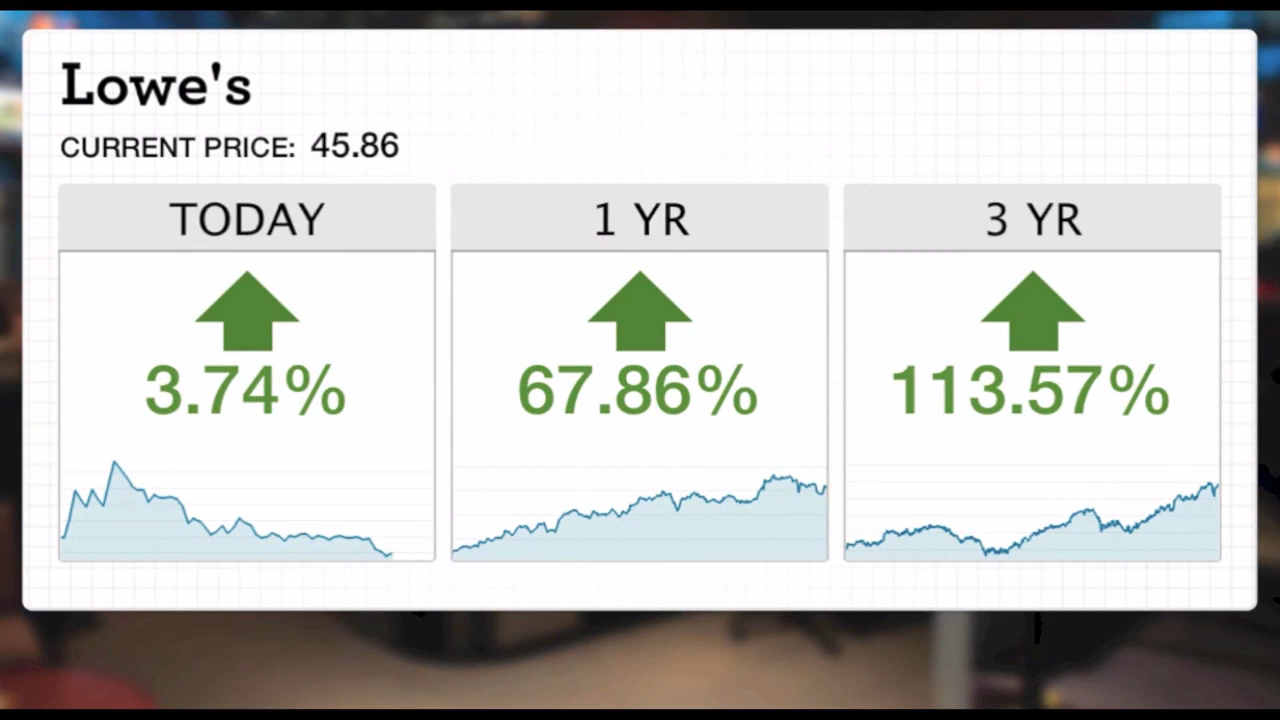 Lowe's
CURRENT PRICE: 45.86
TODAY
1 YR
3 YR
3.74%
67.86%
113.57%